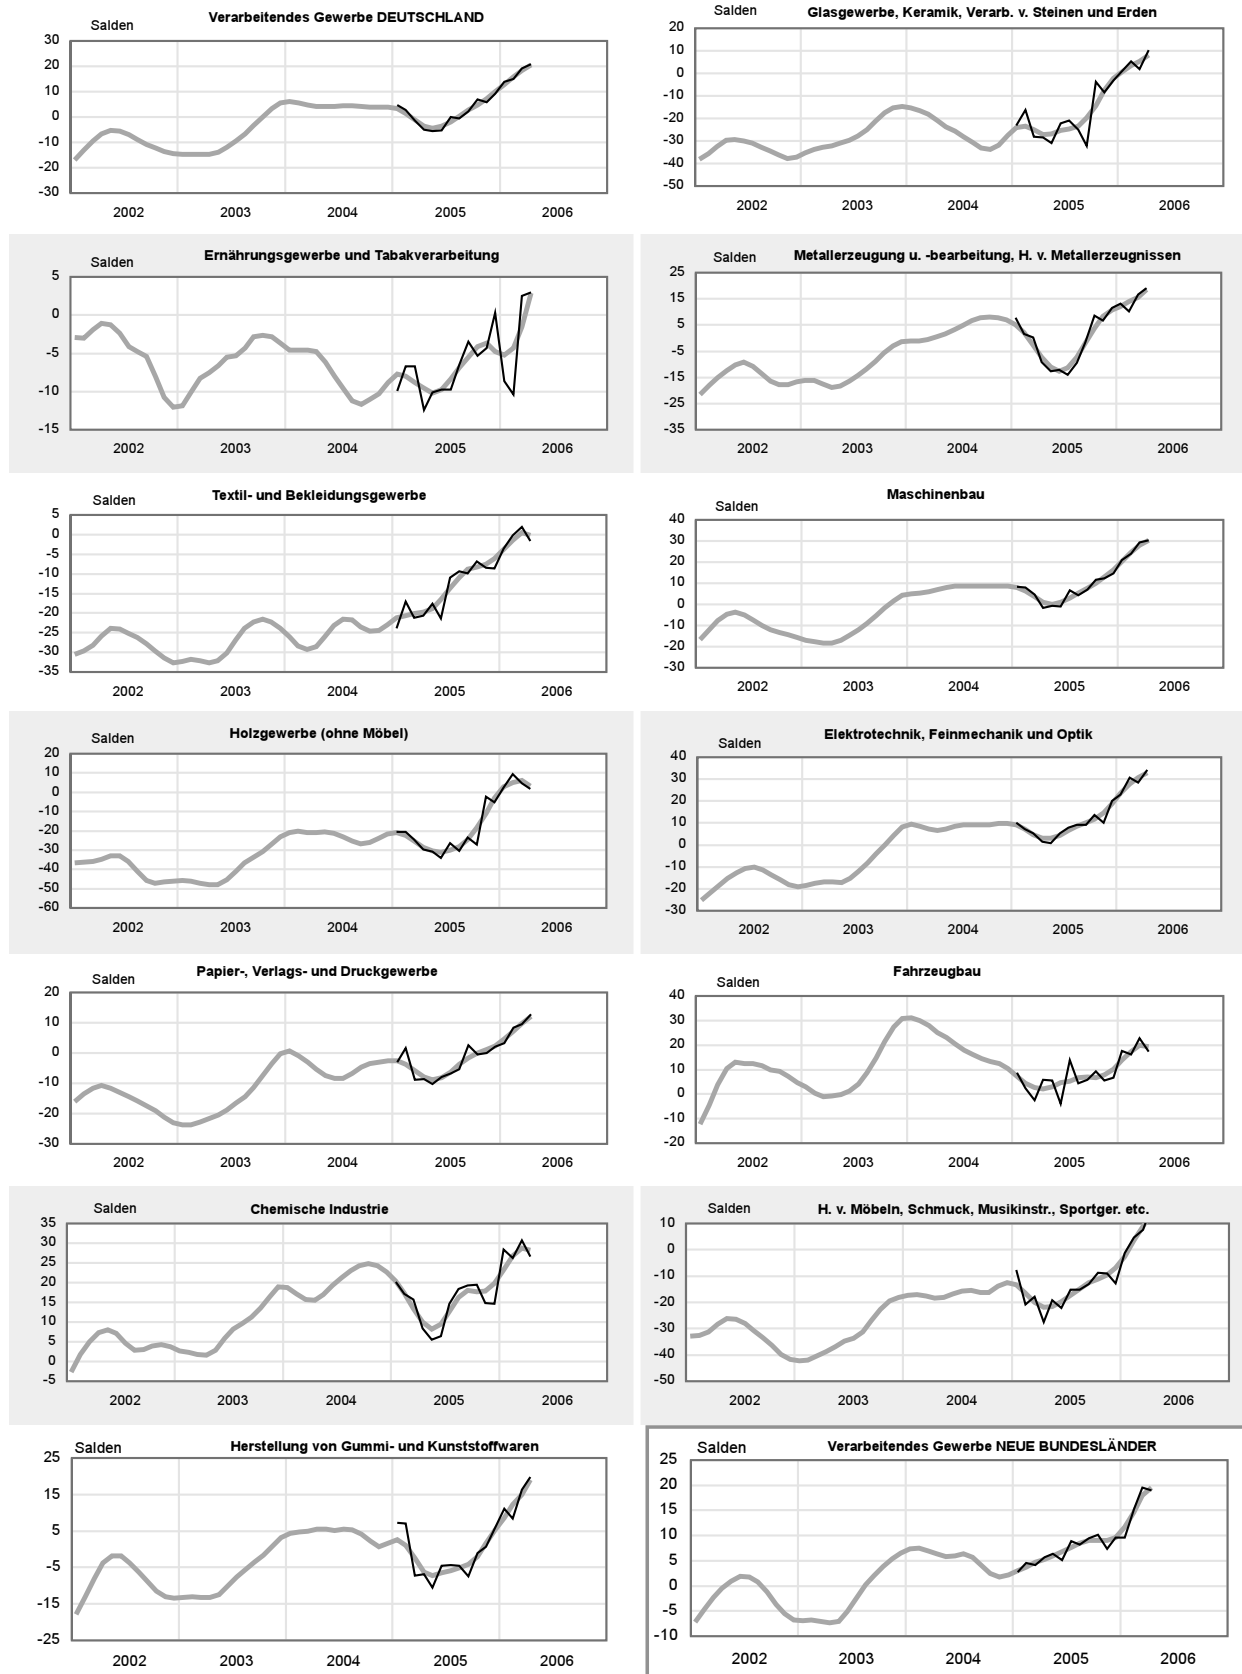 Verarbeitendes Gewerbe DEUTSCHLAND
Salden
30
20
10
0
-10
-20
-30
2002 2003 2004 2005 2006
Glasgewerbe, Keramik, Verarb. v. Steinen und Erden
Salden
20
10
0
-10
-20
-30
-40
-50
2002 2003 2004 2005 2006
Ernährungsgewerbe und Tabakverarbeitung
Salden
5
0
-5
-10
-15
2002 2003 2004 2005 2006
Metallerzeugung u. -bearbeitung, H. v. Metallerzeugnissen
Salden
25
15
5
-5
-15
-25
-35
2002 2003 2004 2005 2006
Textil- und Bekleidungsgewerbe
Salden
5
0
-5
-10
-15
-20
-25
-30
-35
2002 2003 2004 2005 2006
Maschinenbau
Salden
40
30
20
10
0
-10
-20
-30
2002 2003 2004 2005 2006
Holzgewerbe (ohne Möbel)
Salden
20
10
0
-10
-20
-30
-40
-50
-60
2002 2003 2004 2005 2006
Elektrotechnik, Feinmechanik und Optik
Salden
40
30
20
10
0
-10
-20
-30
2002 2003 2004 2005 2006
Papier-, Verlags- und Druckgewerbe
Salden
20
10
0
-10
-20
-30
2002 2003 2004 2005 2006
Fahrzeugbau
Salden
40
30
20
10
0
-10
-20
2002 2003 2004 2005 2006
Chemische Industrie
Salden
35
30
25
20
15
10
5
0
-5
2002 2003 2004 2005 2006
H. v. Möbeln, Schmuck, Musikinstr., Sportger. etc.
Salden
10
0
-10
-20
-30
-40
-50
2002 2003 2004 2005 2006
Herstellung von Gummi- und Kunststoffwaren
Salden
25
15
5
-5
-15
-25
2002 2003 2004 2005 2006
Verarbeitendes Gewerbe NEUE BUNDESLÄNDER
Salden
25
20
15
10
5
0
-5
-10
2002 2003 2004 2005 2006